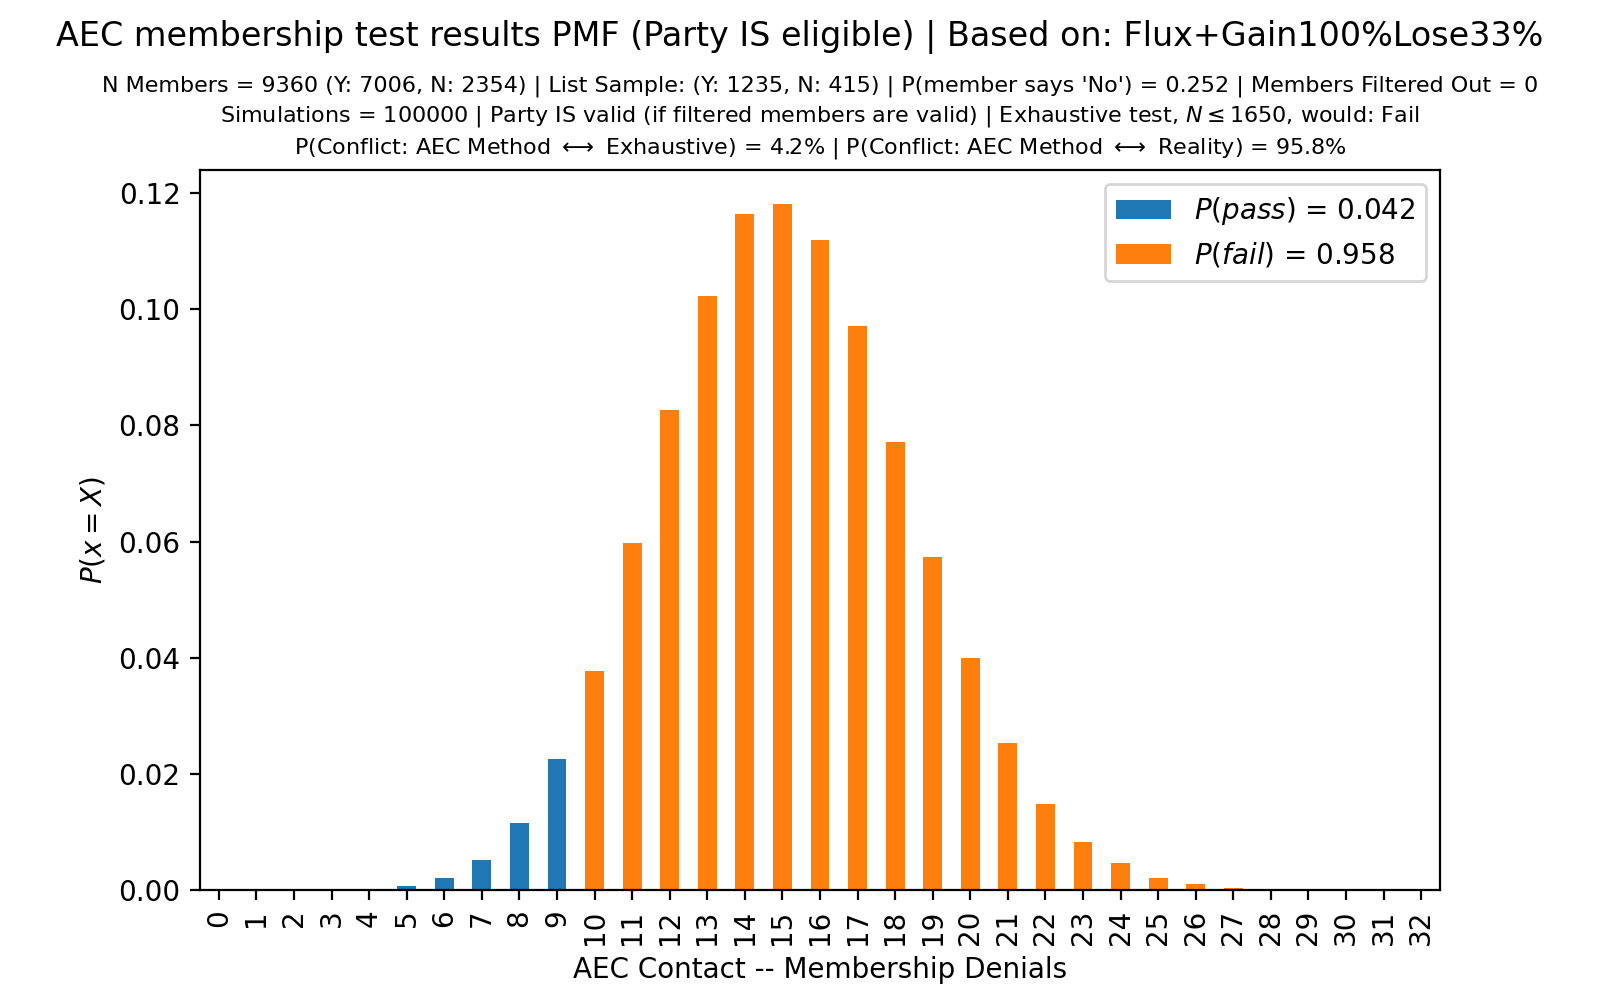 AEC membership test results PMF (Party IS eligible) | Based on: Flux+Gain100%Lose33%
N Members = 9360 (Y: 7006, N: 2354) | List Sample: (Y: 1235, N: 415) | P(member says 'No') = 0.252 | Members Filtered Out = 0
Simulations = 100000 | Party IS valid (if filtered members are valid) | Exhaustive test, N ≤ 1650, would: Fail
P(Conflict: AEC Method ⟷ Exhaustive) = 4.2% | P(Conflict: AEC Method ⟷ Reality) = 95.8%
P(pass) = 0.042
P(fail) = 0.958
0.12
0.10
0.08
0.06
0.04
0.02
0.00
P(x = X)
0 1 2 3 4 5 6 7 8 9 10 11 12 13 14 15 16 17 18 19 20 21 22 23 24 25 26 27 28 29 30 31 32
AEC Contact -- Membership Denials